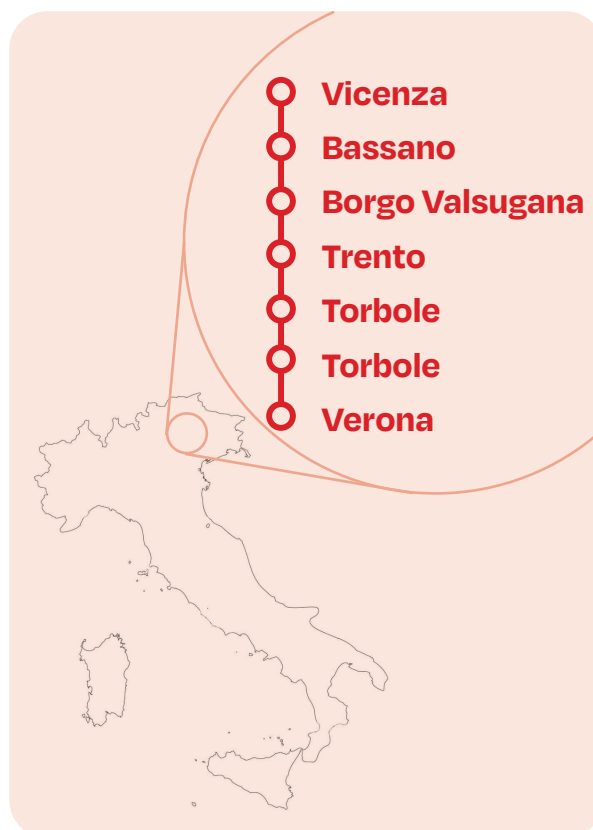 Vicenza
Bassano
Borgo Valsugana
Trento
Torbole
Torbole
Verona